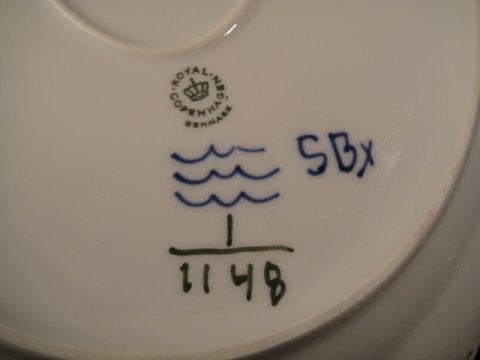 ROYAL COPENHAGEN
DENMARK
SBx
1
1148